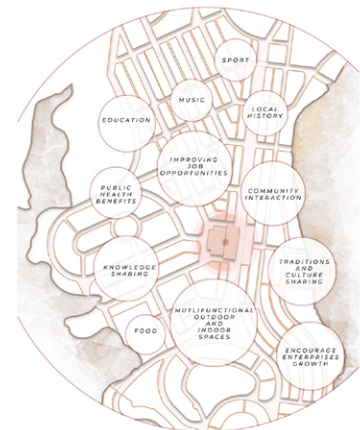 SPORT
MUSIC
LOCAL
HISTORY
EDUCATION
IMPROVING
JOB
OPPORTUNITIES
PUBLIC
HEALTH
BENEFITS
COMMUNITY
INTERACTION
KNOWLEDGE
SHARING
TRADITIONS
AND
CULTURE
SHARING
MUTLIFUNCTIONAL
OUTDOOR
AND
INDOOR
SPACES
FOOD
ENCOURAGE
ENTERPRISES
GROWTH